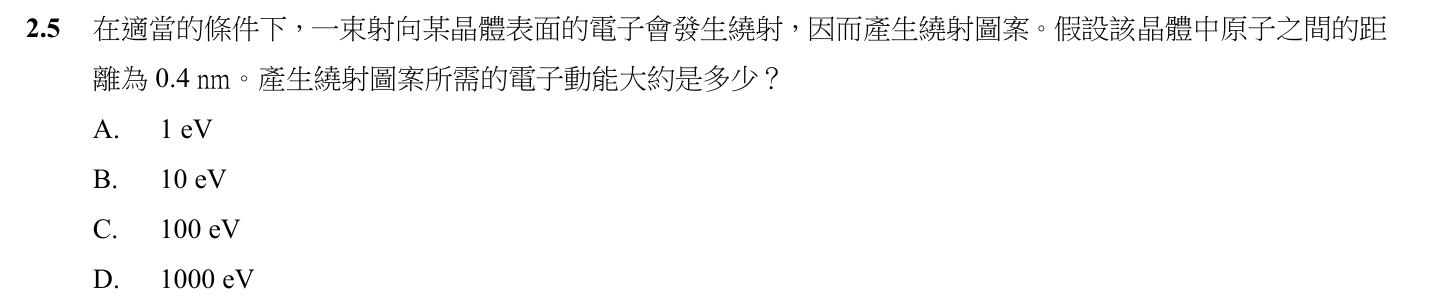 2.5 在適當的條件下，一束射向某晶體表面的電子會發生繞射，因而產生繞射圖案。假設該晶體中原子之間的距
離為 0.4 nm。產生繞射圖案所需的電子動能大約是多少？
A. 1 eV
B. 10 eV
C. 100 eV
D. 1000 eV